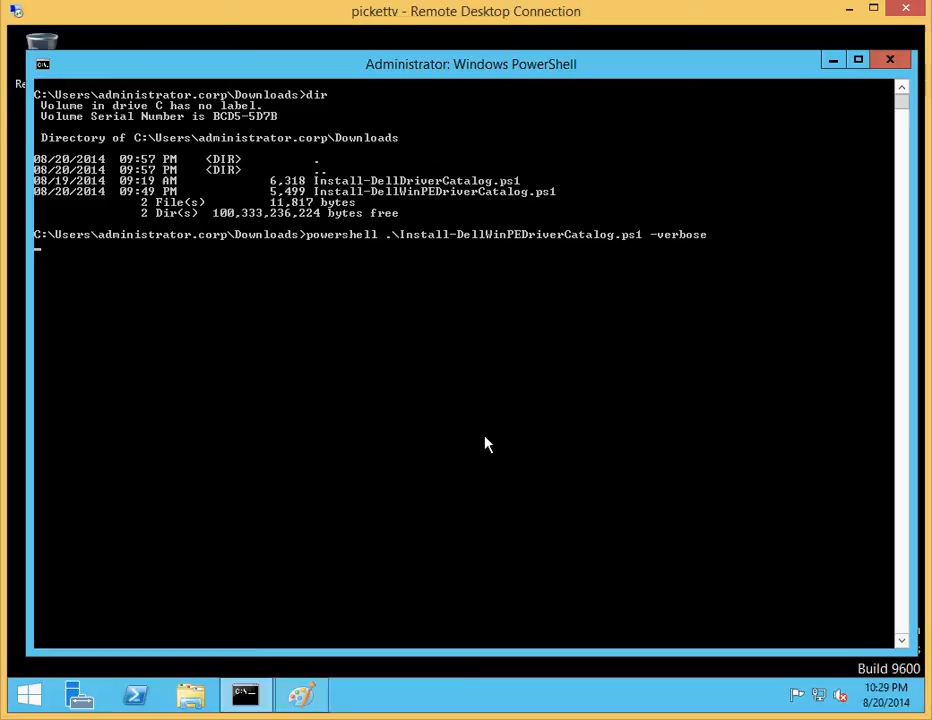 pickettv - Remote Desktop Connection
Re
Administrator: Windows PowerShell
C:\Users\administrator.corp\Downloads>dir
Volume in drive C has no label.
Volume Serial Number is BCD5-5D7B
Directory of C:\Users\administrator.corp\Downloads
08/20/2014 09:57 PM <DIR> .
08/20/2014 09:57 PM <DIR> ..
08/19/2014 09:19 AM 6,318 Install-DellDriverCatalog.ps1
08/20/2014 09:49 PM 5,499 Install-DellWinPEDriverCatalog.ps1
2 File(s) 11,817 bytes
2 Dir(s) 100,333,236,224 bytes free
C:\Users\administrator.corp\Downloads>powershell .\Install-DellWinPEDriverCatalog.ps1 -verbose
Build 9600
10:29 PM
8/20/2014